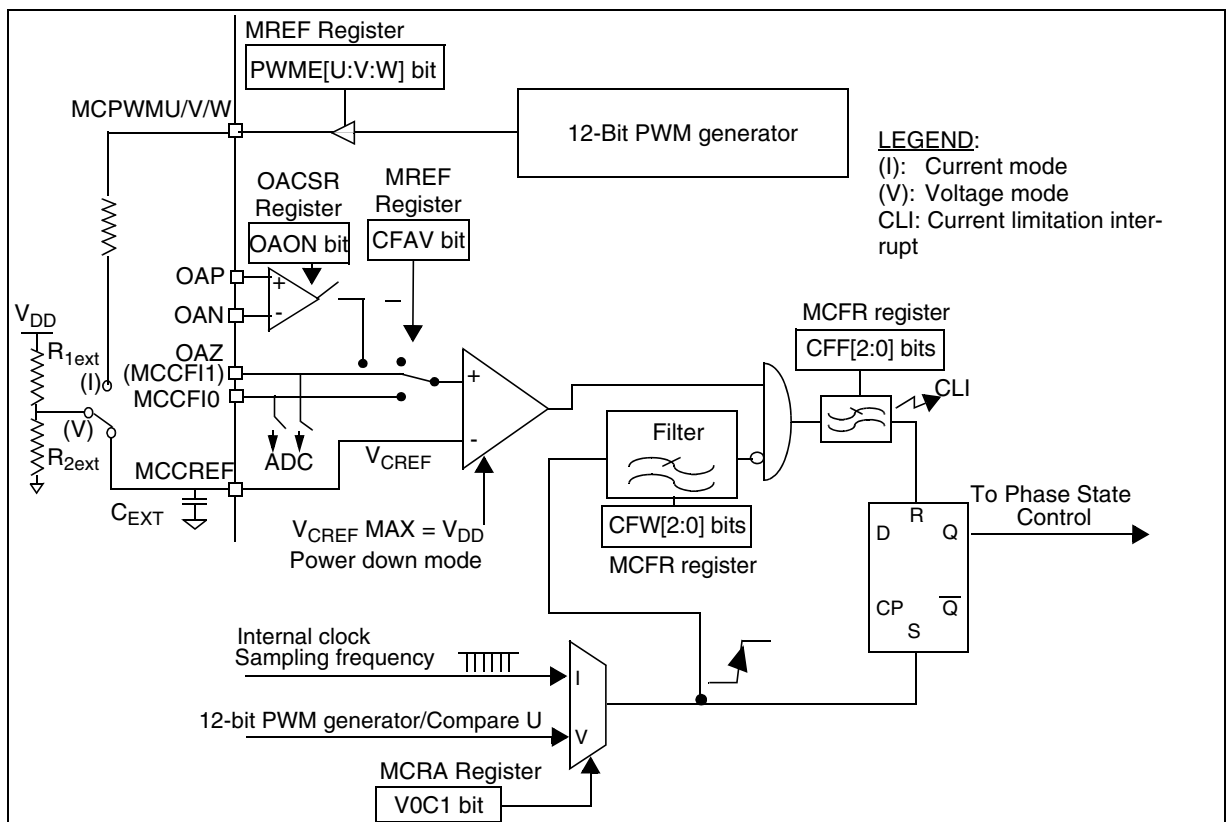 MREF Register
PWME[U:V:W] bit
MCPWMU/V/W
12-Bit PWM generator
LEGEND:
(I): Current mode
(V): Voltage mode
CLI: Current limitation inter-
rupt
OACSR
Register
OAON bit
MREF
Register
CFAV bit
OAP
+
OAN
-
VDD
R1ext
(I)
OAZ
(MCCFI1)
MCCFI0
+
-
MCFR register
CFF[2:0] bits
CLI
(V)
R2ext
ADC
VCREF
MCCREF
CEXT
Filter
CFW[2:0] bits
MCFR register
VCREF MAX = VDD
Power down mode
R
D
Q
CP
Q
S
To Phase State
Control
Internal clock
Sampling frequency
I
12-bit PWM generator/Compare U
V
MCRA Register
V0C1 bit